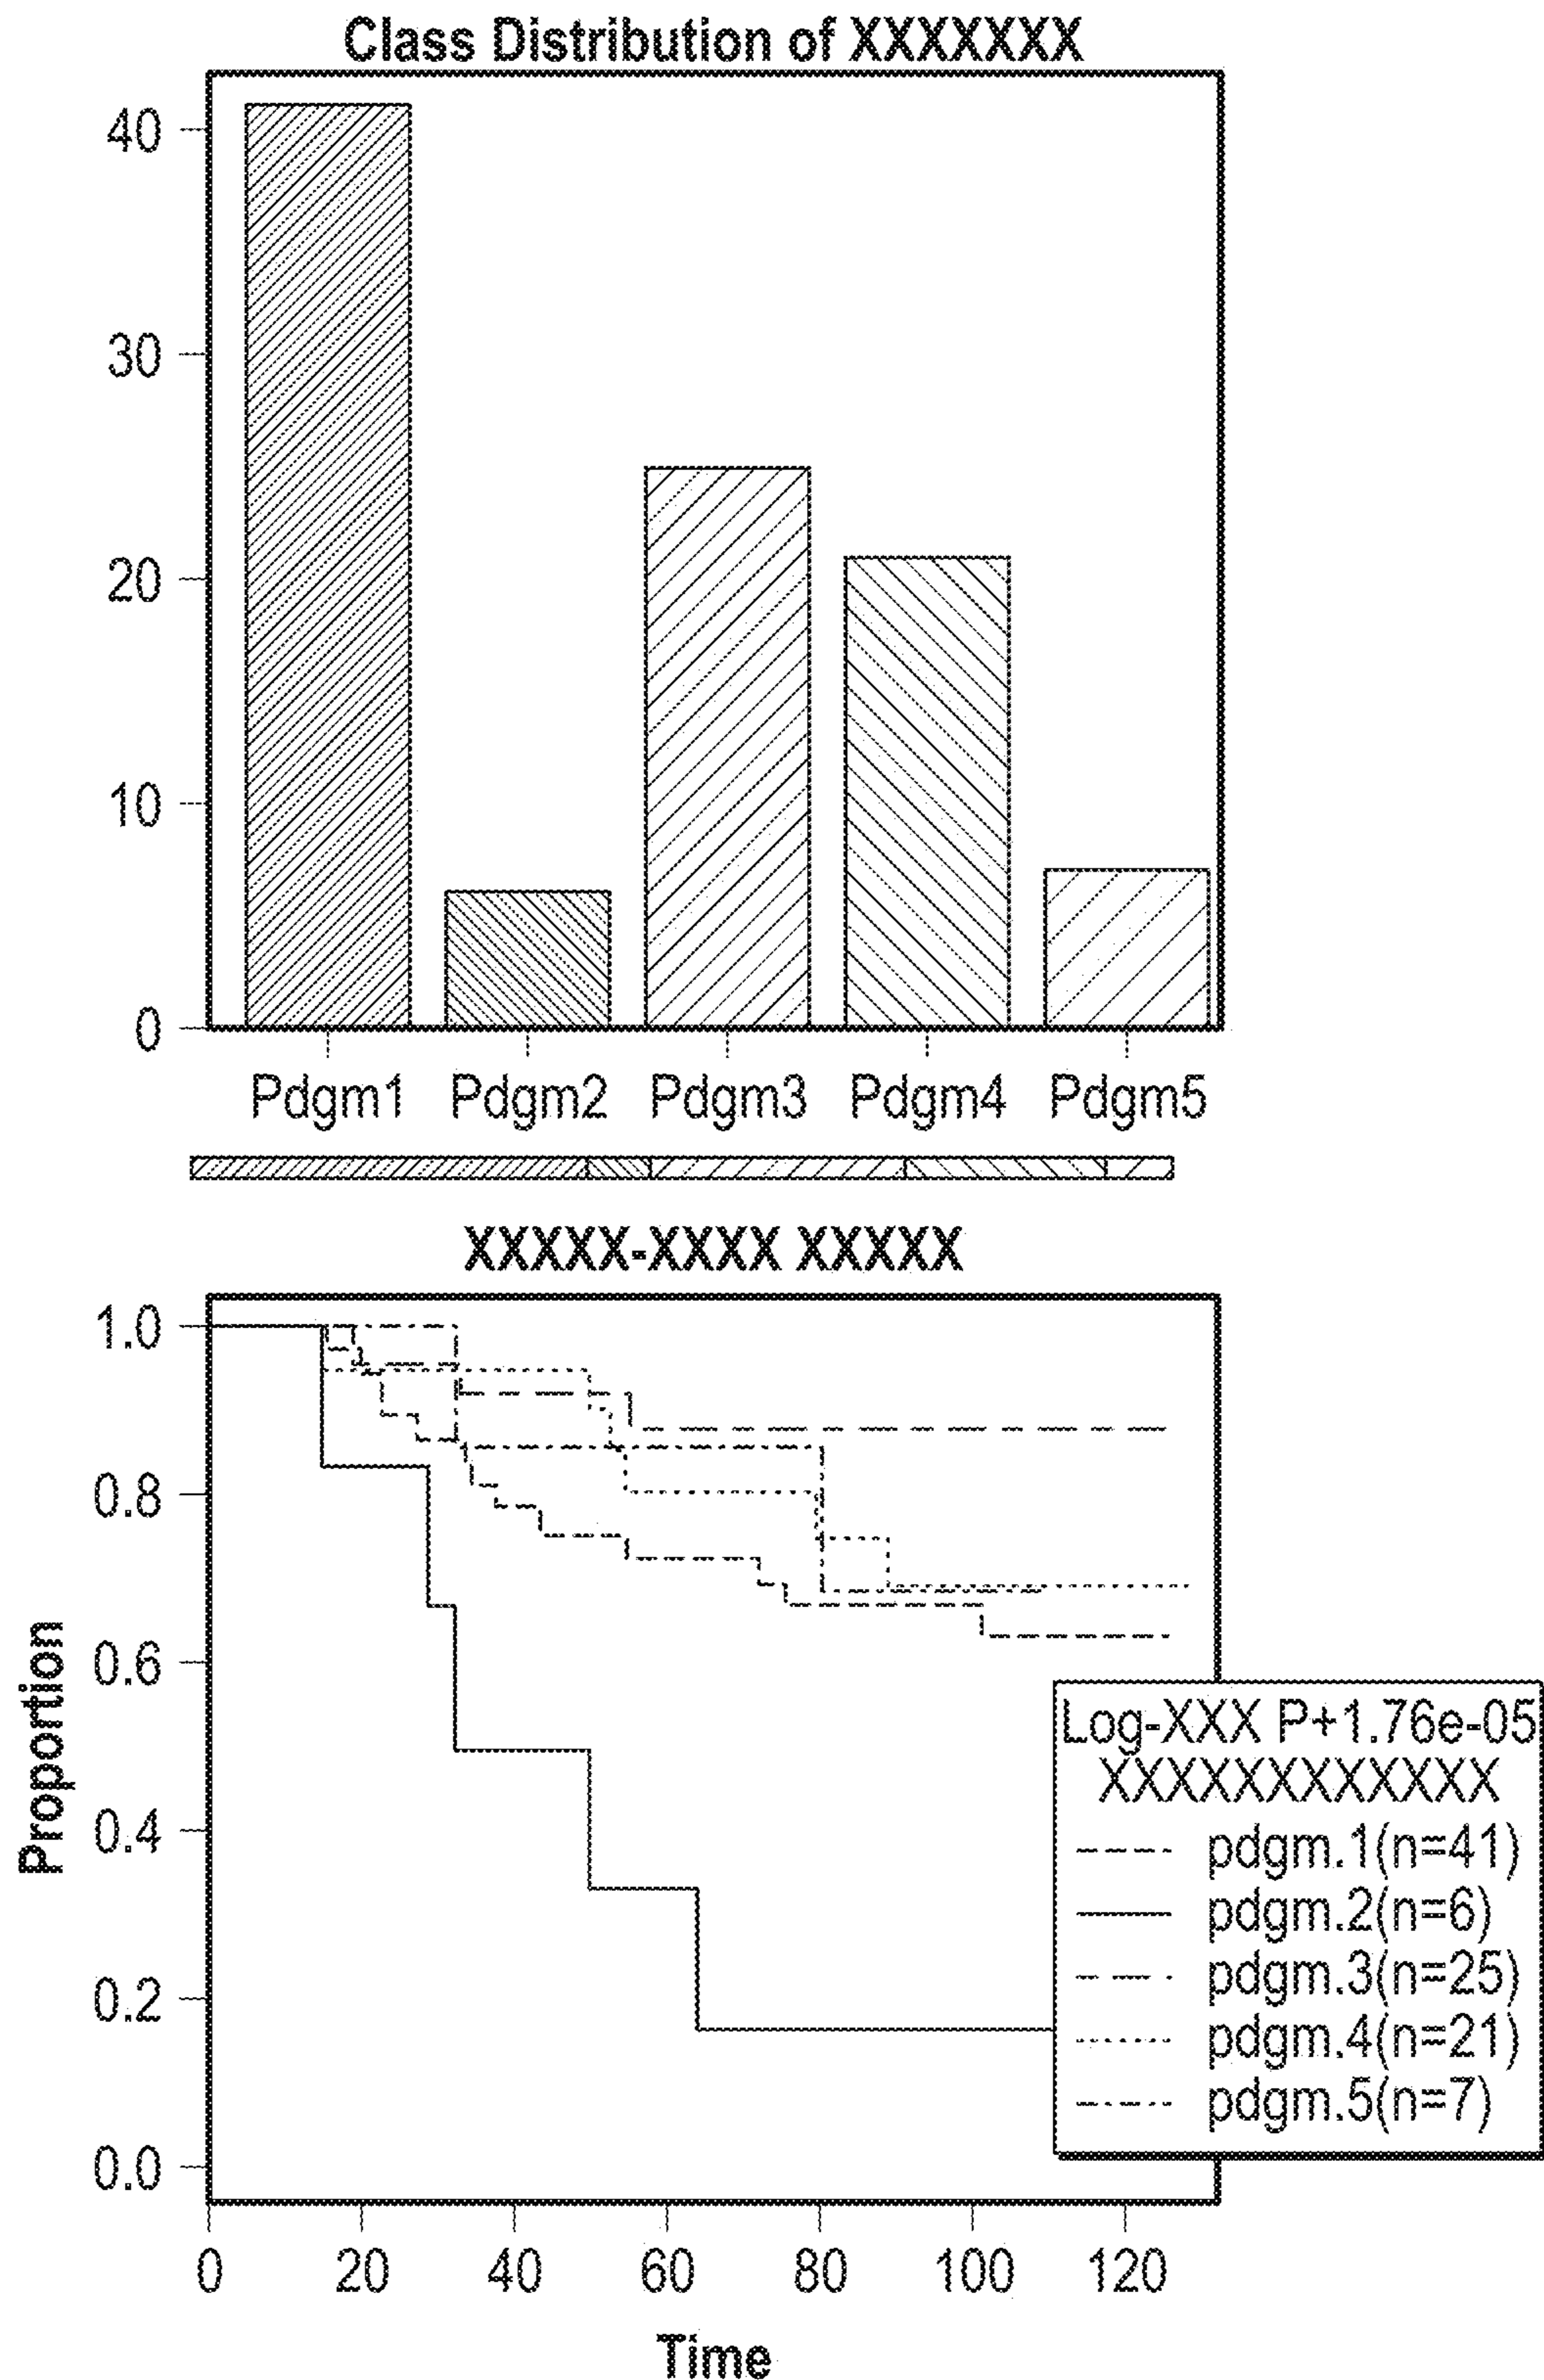 Class Distribution of XXXXXXX
40
30
20
10
0
Pdgm1 Pdgm2 Pdgm3 Pdgm4 Pdgm5
XXXXX-XXXX XXXXX
1.0
0.8
0.6
0.4
0.2
0.0
Proportion
Log-XXX P+1.76e-05
XXXXXXXXXXXX
pdgm.1(n=41)
pdgm.2(n=6)
pdgm.3(n=25)
pdgm.4(n=21)
pdgm.5(n=7)
0 20 40 60 80 100 120
Time